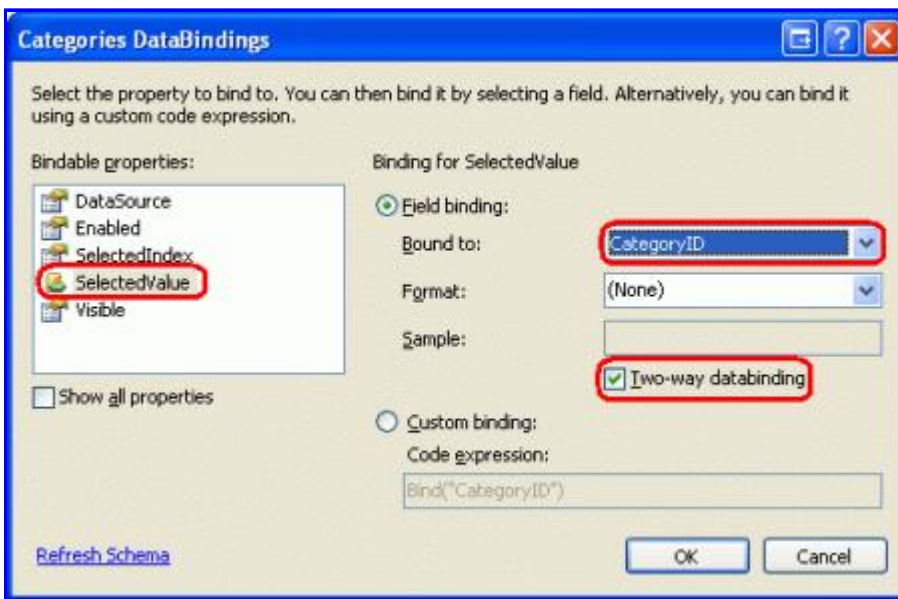 Categories DataBindings
Select the property to bind to. You can then bind it by selecting a field. Alternatively, you can bind it
using a custom code expression.
Bindable properties:
DataSource
Enabled
SelectedIndex
SelectedValue
Visible
Show all properties
Binding for SelectedValue
Field binding:
Bound to:
CategoryID
Format:
(None)
Sample:
Two-way databinding
Custom binding:
Code expression:
Bind("CategoryID")
Refresh Schema
OK
Cancel